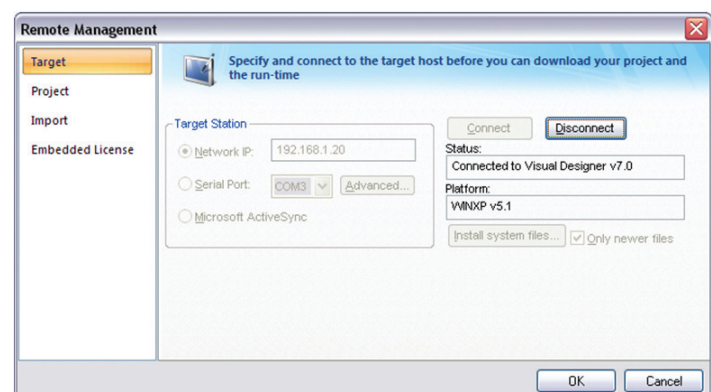 Remote Management
Target
Project
Import
Embedded License
Specify and connect to the target host before you can download your project and
the run-time
Target Station
Network IP: 192.168.1.20
Serial Port: COM3 Advanced...
Microsoft ActiveSync
Connect Disconnect
Status:
Connected to Visual Designer v7.0
Platform:
WINXP v5.1
Install system files... Only newer files
OK Cancel